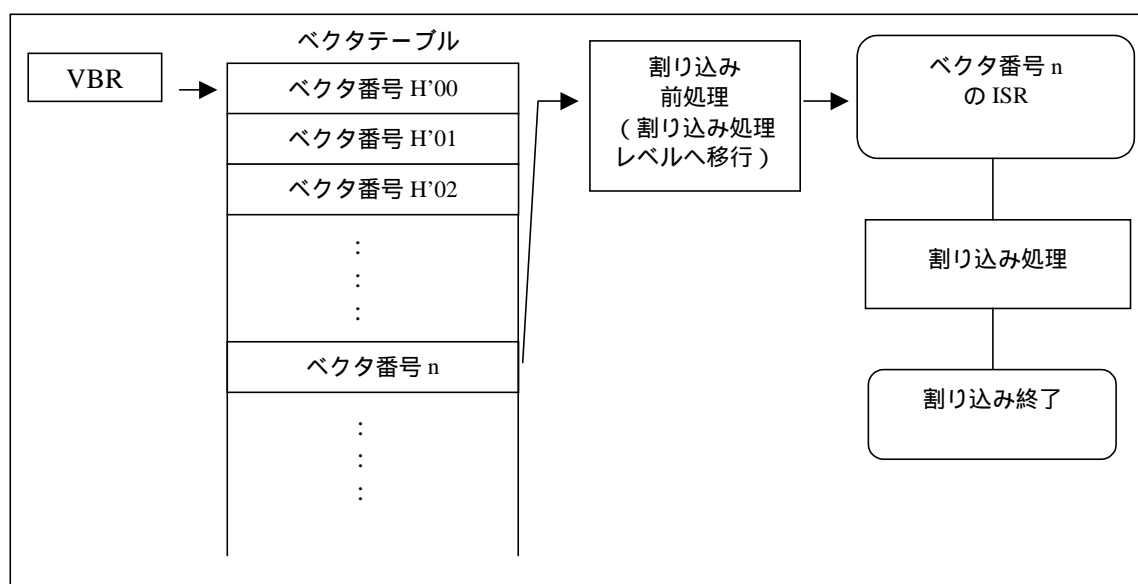 ベクタテーブル
VBR
ベクタ番号 H'00
ベクタ番号 H'01
ベクタ番号 H'02
:
:
:
ベクタ番号 n
:
:
:
割り込み
前処理
(割り込み処理
レベルへ移行)
ベクタ番号 n
の ISR
割り込み処理
割り込み終了